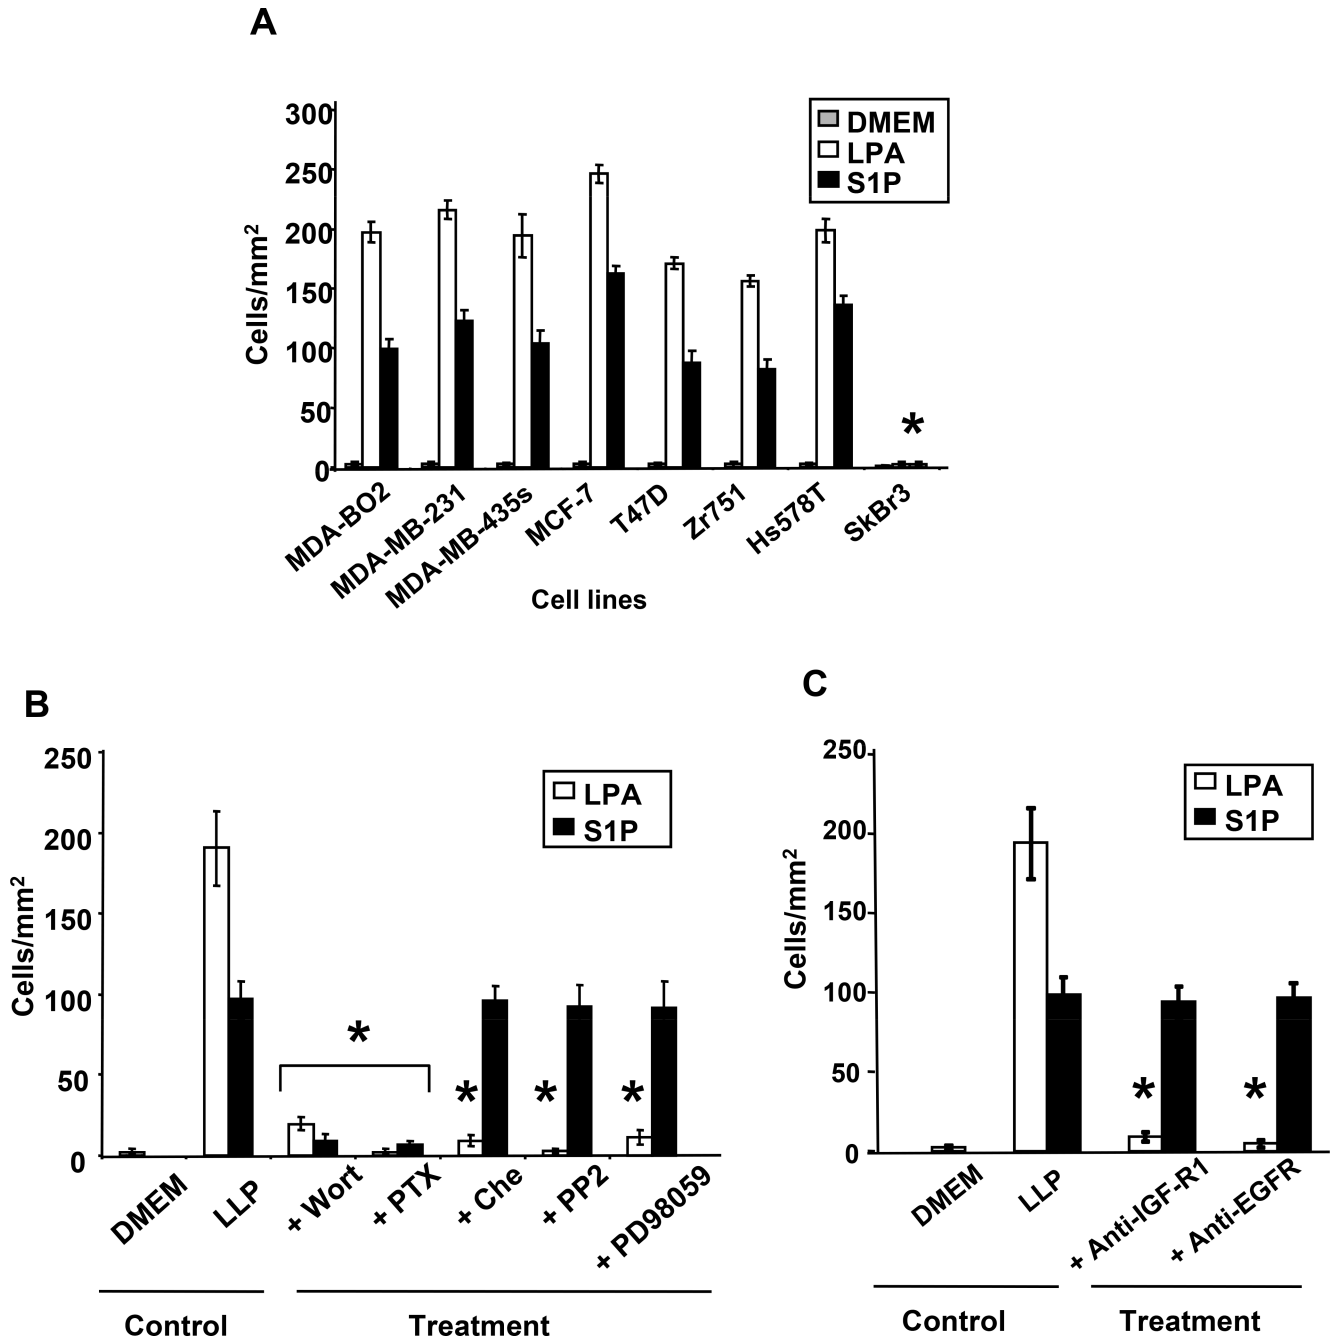 A
300
250
200
150
100
50
0
Cells/mm²
DMEM
LPA
S1P
*
MDA-BO2
MDA-MB-231
MDA-MB-435s
MCF-7
T47D
Zr751
Hs578T
SkBr3
Cell lines
B
250
200
150
100
50
0
Cells/mm²
LPA
S1P
*
*
*
*
DMEM
LLP
+ Wort
+ PTX
+ Che
+ PP2
+ PD98059
Control
Treatment
C
250
200
150
100
50
0
Cells/mm²
LPA
S1P
*
*
DMEM
LLP
+ Anti-IGF-R1
+ Anti-EGFR
Control
Treatment